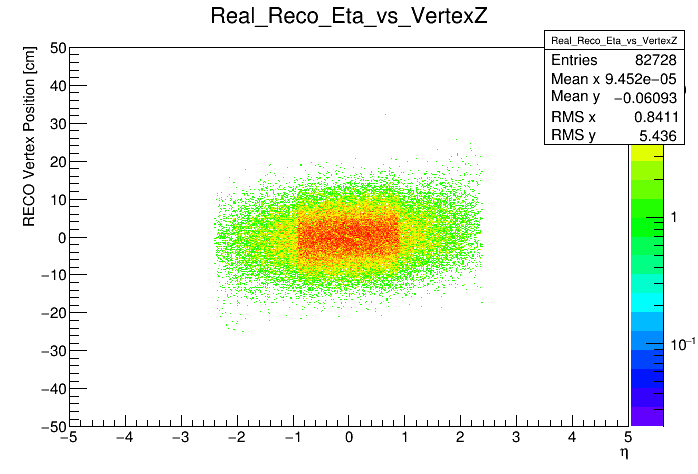 Real_Reco_Eta_vs_VertexZ
Real_Reco_Eta_vs_VertexZ
Entries 82728
Mean x 9.452e−05
Mean y −0.06093
RMS x 0.8411
RMS y 5.436
RECO Vertex Position [cm]
50
40
30
20
10
0
−10
−20
−30
−40
−50
−5 −4 −3 −2 −1 0 1 2 3 4 5
η
1
10⁻¹